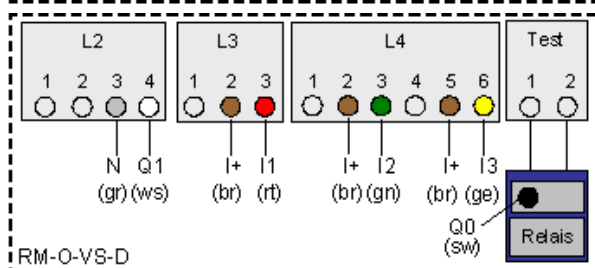 L2 L3 L4 Test
1 2 3 4 1 2 3 1 2 3 4 5 6 1 2
N Q1 I+ I1 I+ I2 I+ I3
(gr) (ws) (br) (rt) (br) (gn) (br) (ge)
Q0
(sw)
Relais
RM-O-VS-D